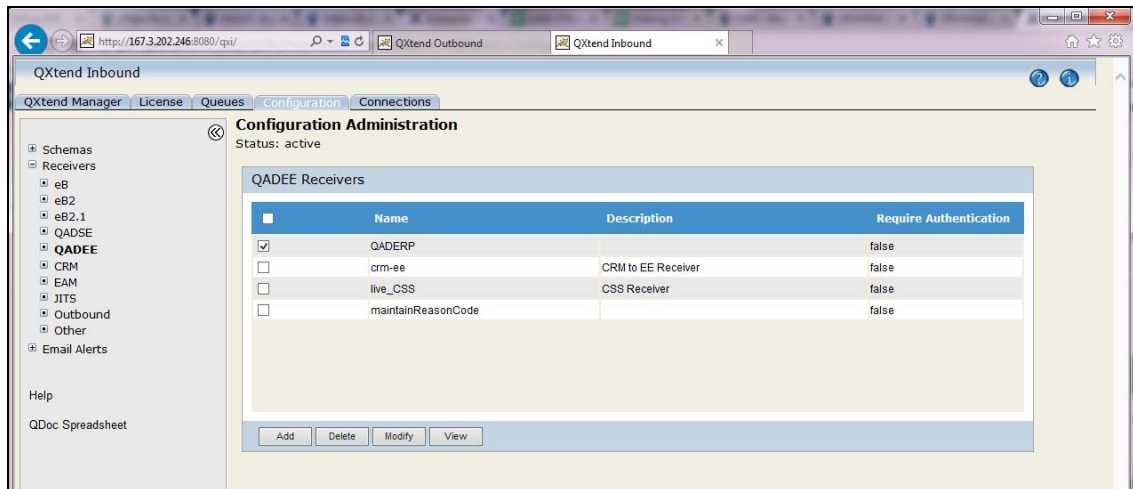 http://167.3.202.246:8080/qxi/
QXtend Outbound
QXtend Inbound
QXtend Inbound
QXtend Manager License Queues Configuration Connections
Schemas
Receivers
eB
eB2
eB2.1
QADSE
QADEE
CRM
EAM
JITS
Outbound
Other
Email Alerts
Help
QDoc Spreadsheet
Configuration Administration
Status: active
QADEE Receivers
Name Description Require Authentication
QADERP false
crm-ee CRM to EE Receiver false
live_CSS CSS Receiver false
maintainReasonCode false
Add Delete Modify View